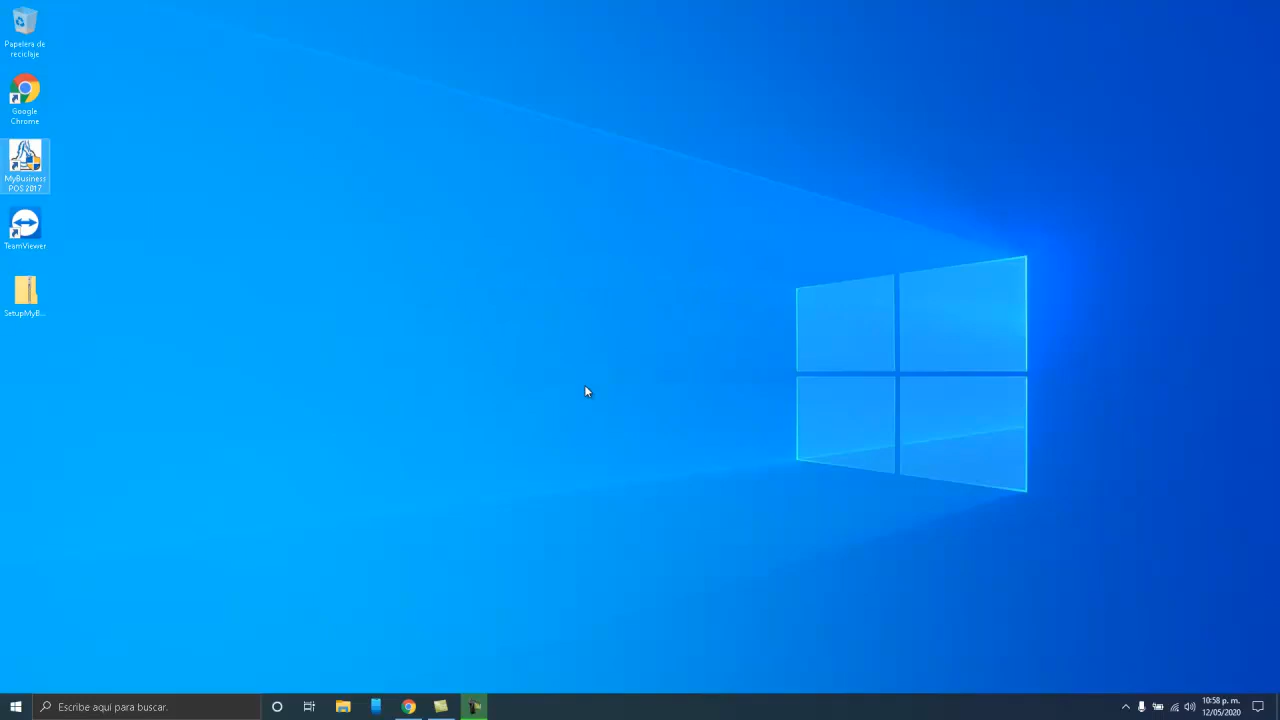 Papelera de
reciclaje
Google
Chrome
MyBusiness
POS 2017
TeamViewer
SetupMyB...
Escribe aquí para buscar.
10:58 p. m.
12/05/2020